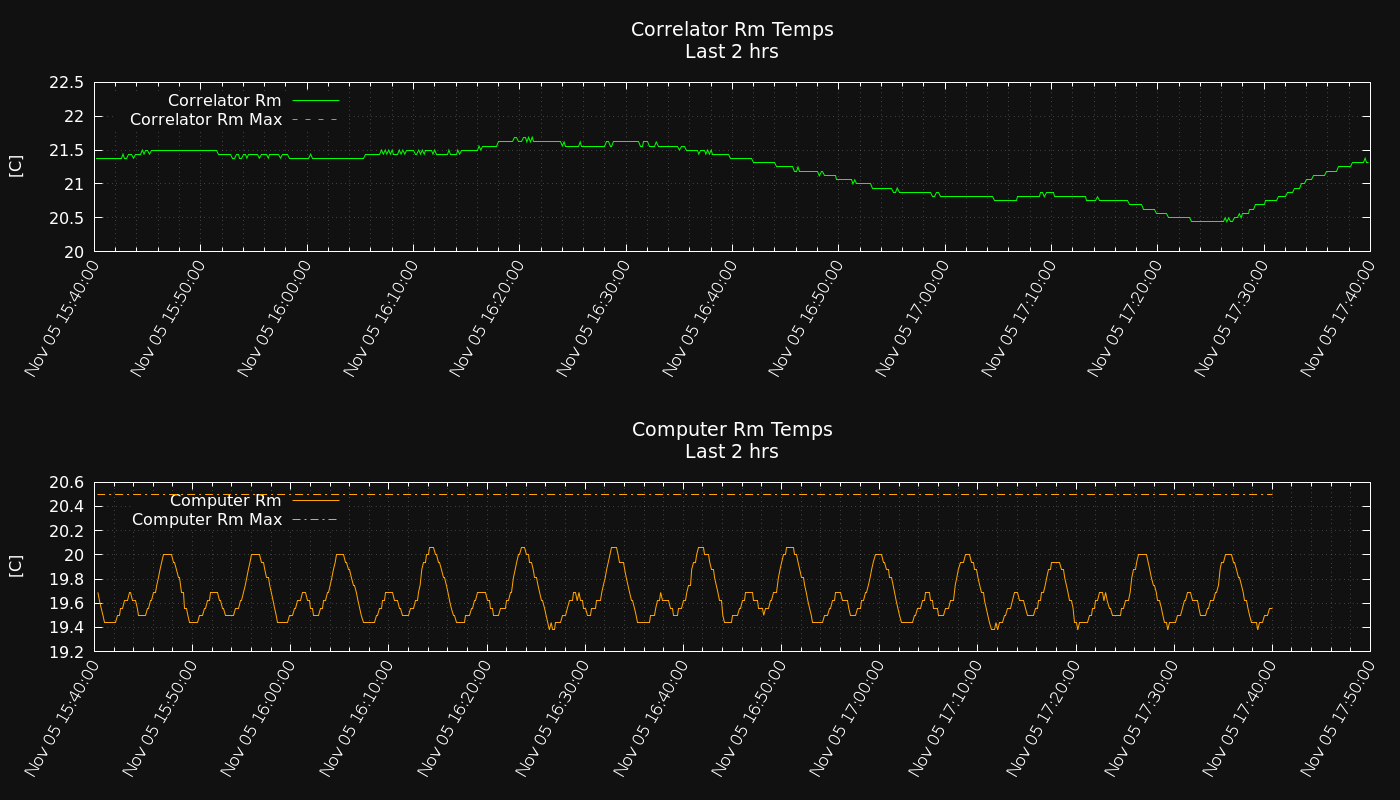 Correlator Rm Temps
Last 2 hrs
22.5
22
21.5
21
20.5
20
[C]
Correlator Rm
Correlator Rm Max
Nov 05 15:40:00
Nov 05 15:50:00
Nov 05 16:00:00
Nov 05 16:10:00
Nov 05 16:20:00
Nov 05 16:30:00
Nov 05 16:40:00
Nov 05 16:50:00
Nov 05 17:00:00
Nov 05 17:10:00
Nov 05 17:20:00
Nov 05 17:30:00
Nov 05 17:40:00
Computer Rm Temps
Last 2 hrs
20.6
20.4
20.2
20
19.8
19.6
19.4
19.2
[C]
Computer Rm
Computer Rm Max
Nov 05 15:40:00
Nov 05 15:50:00
Nov 05 16:00:00
Nov 05 16:10:00
Nov 05 16:20:00
Nov 05 16:30:00
Nov 05 16:40:00
Nov 05 16:50:00
Nov 05 17:00:00
Nov 05 17:10:00
Nov 05 17:20:00
Nov 05 17:30:00
Nov 05 17:40:00
Nov 05 17:50:00